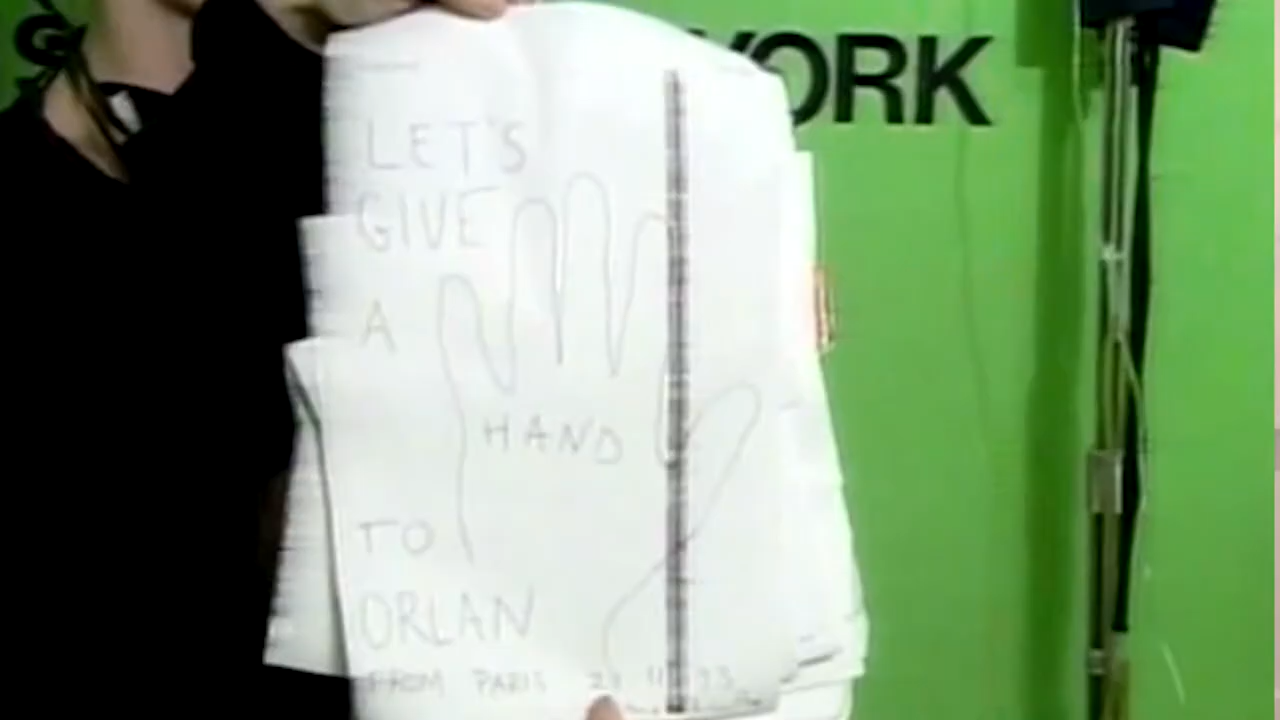 YORK
LET'S
GIVE
A
HAND
TO
ORLAN
FROM PARIS